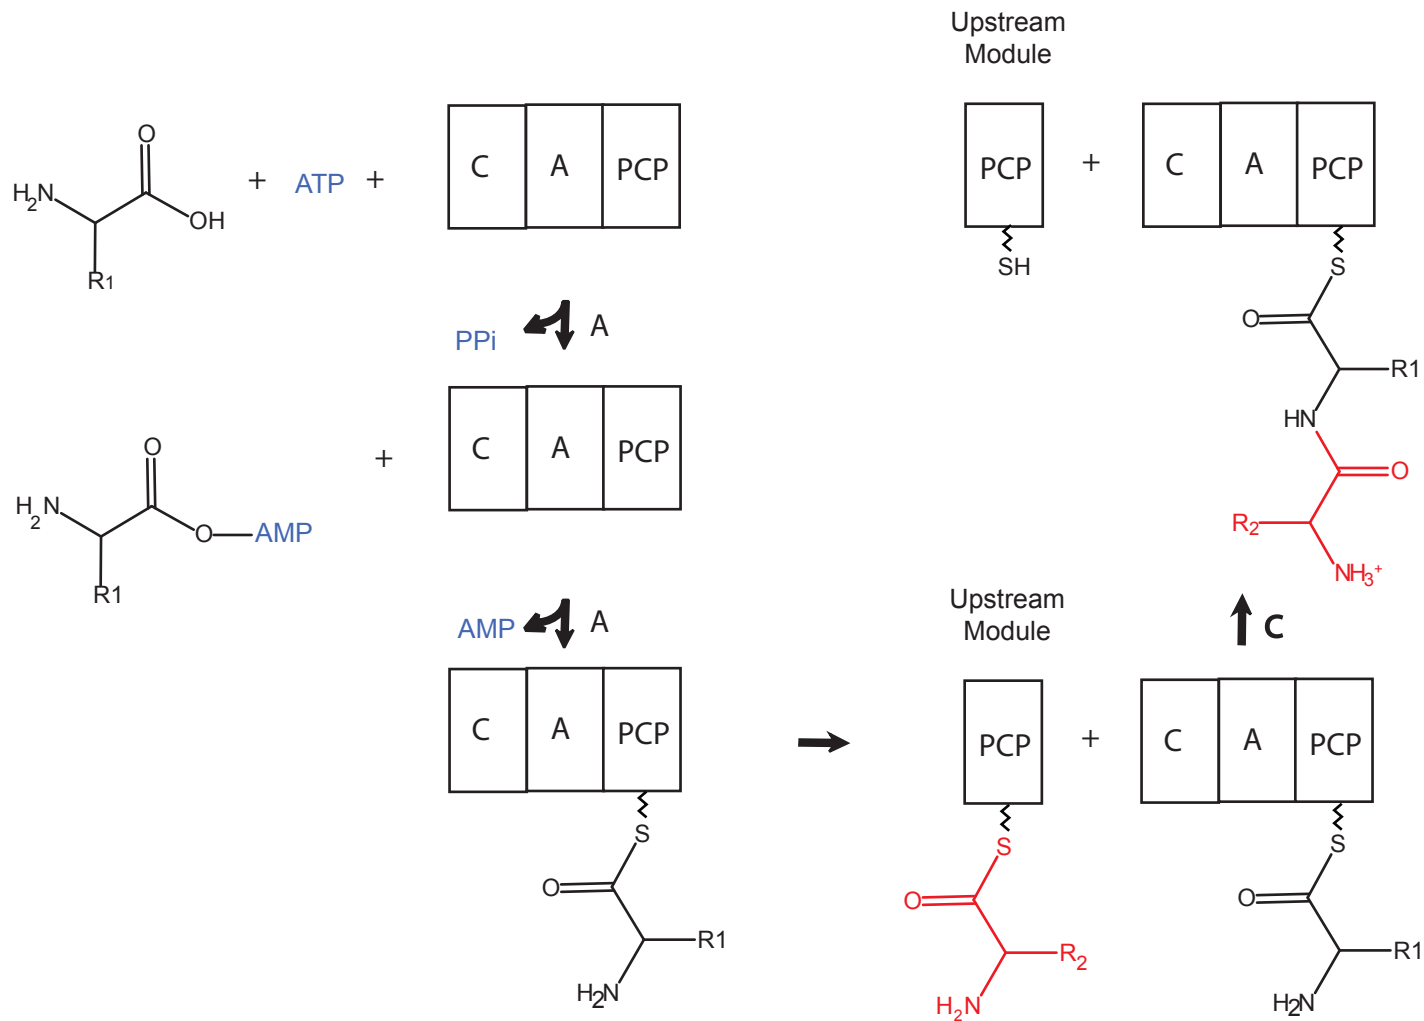 Upstream
Module
O
H2N
OH
R1
+
ATP
+
C
A
PCP
PCP
SH
+
C
A
PCP
S
O
R1
HN
O
R2
NH3+
PPi
A
O
H2N
O
AMP
R1
+
C
A
PCP
AMP
A
C
A
PCP
S
O
R1
H2N
Upstream
Module
C
PCP
S
O
R2
H2N
+
C
A
PCP
S
O
R1
H2N